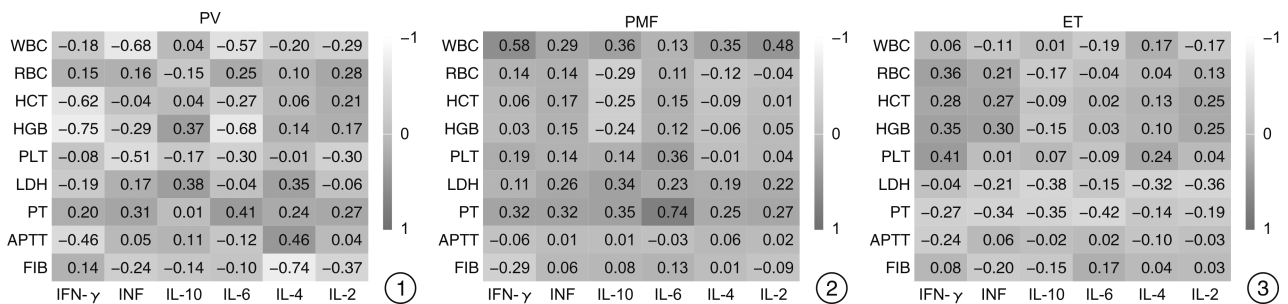 PV
WBC −0.18 −0.68 0.04 −0.57 −0.20 −0.29
RBC 0.15 0.16 −0.15 0.25 0.10 0.28
HCT −0.62 −0.04 0.04 −0.27 0.06 0.21
HGB −0.75 −0.29 0.37 −0.68 0.14 0.17
PLT −0.08 −0.51 −0.17 −0.30 −0.01 −0.30
LDH −0.19 0.17 0.38 −0.04 0.35 −0.06
PT 0.20 0.31 0.01 0.41 0.24 0.27
APTT −0.46 0.05 0.11 −0.12 0.46 0.04
FIB 0.14 −0.24 −0.14 −0.10 −0.74 −0.37
IFN-γ INF IL-10 IL-6 IL-4 IL-2
−1
0
1
1
PMF
WBC 0.58 0.29 0.36 0.13 0.35 0.48
RBC 0.14 0.14 −0.29 0.11 −0.12 −0.04
HCT 0.06 0.17 −0.25 0.15 −0.09 0.01
HGB 0.03 0.15 −0.24 0.12 −0.06 0.05
PLT 0.19 0.14 0.14 0.36 −0.01 0.04
LDH 0.11 0.26 0.34 0.23 0.19 0.22
PT 0.32 0.32 0.35 0.74 0.25 0.27
APTT −0.06 0.01 0.01 −0.03 0.06 0.02
FIB −0.29 0.06 0.08 0.13 0.01 −0.09
IFN-γ INF IL-10 IL-6 IL-4 IL-2
−1
0
1
2
ET
WBC 0.06 −0.11 0.01 −0.19 0.17 −0.17
RBC 0.36 0.21 −0.17 −0.04 0.04 0.13
HCT 0.28 0.27 −0.09 0.02 0.13 0.25
HGB 0.35 0.30 −0.15 0.03 0.10 0.25
PLT 0.41 0.01 0.07 −0.09 0.24 0.04
LDH −0.04 −0.21 −0.38 −0.15 −0.32 −0.36
PT −0.27 −0.34 −0.35 −0.42 −0.14 −0.19
APTT −0.24 0.06 −0.02 0.02 −0.10 −0.03
FIB 0.08 −0.20 −0.15 0.17 0.04 0.03
IFN-γ INF IL-10 IL-6 IL-4 IL-2
−1
0
1
3